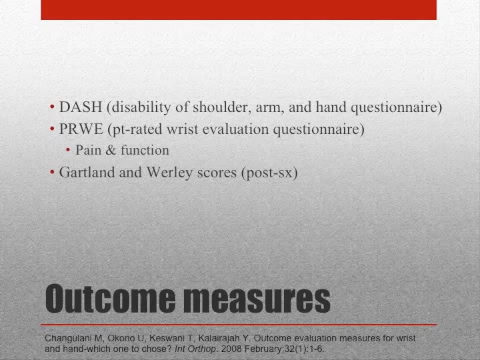 • DASH (disability of shoulder, arm, and hand questionnaire)
• PRWE (pt-rated wrist evaluation questionnaire)
• Pain & function
• Gartland and Werley scores (post-sx)
Outcome measures
Changulani M, Okono U, Keswani T, Kalairajah Y. Outcome evaluation measures for wrist
and hand-which one to chose? Int Orthop. 2008 February;32(1):1-6.